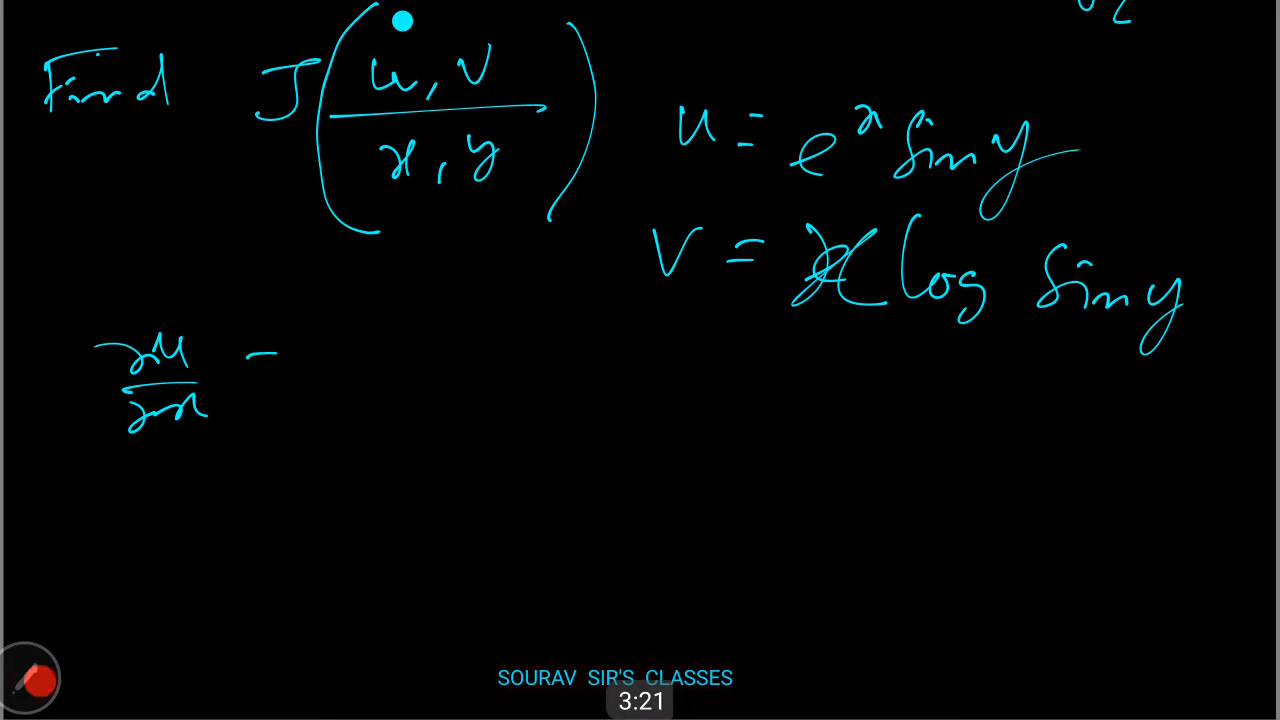 Find J(u, v / x, y) u = e^x sin y
v = x log sin y
∂u/∂x =
SOURAV SIR'S CLASSES
3:21